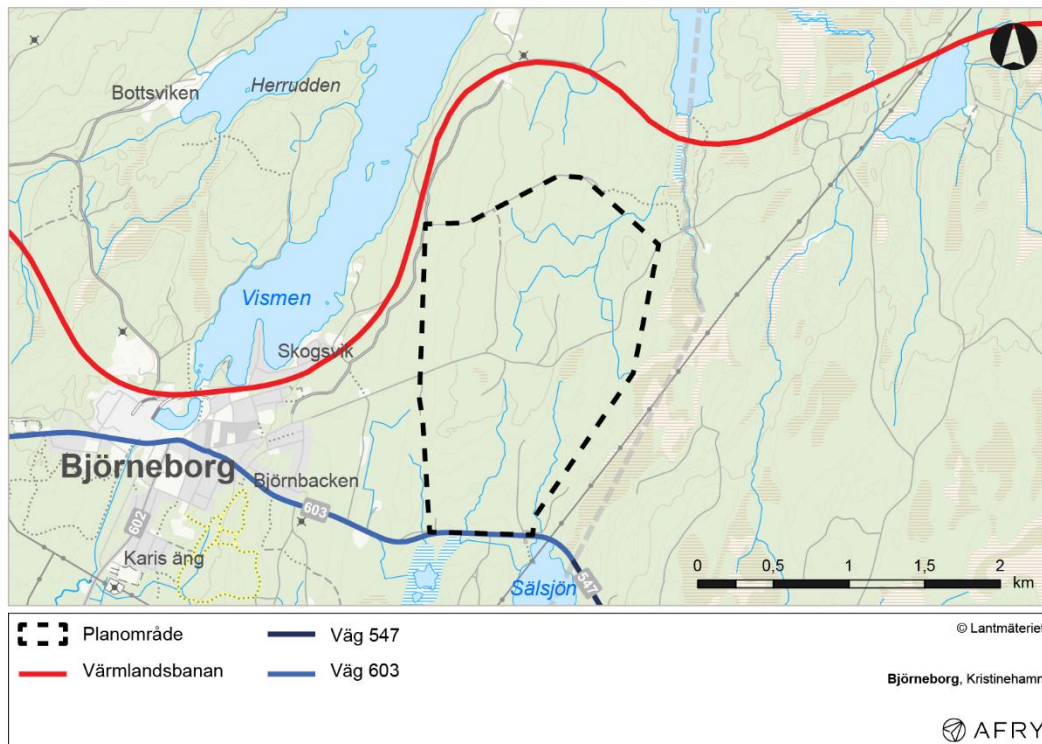 Bottsviken
Herrudden
Vismen
Skogsvik
Björneborg
Björnbacken
603
602
Karis äng
547
Sälsjön
0 0,5 1 1,5 2
km
Planområde
Väg 547
© Lantmäteriet
Värmlandsbanan
Väg 603
Björneborg, Kristinehamn
AFRY